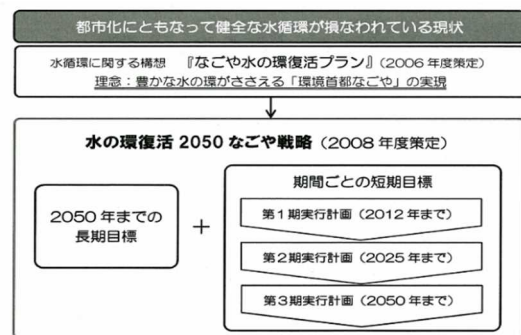 都市化にともなって健全な水循環が損なわれている現状
水循環に関する構想 『なごや水の環復活プラン』（2006 年度策定）
理念：豊かな水の環がささえる「環境首都なごや」の実現
水の環復活 2050 なごや戦略（2008 年度策定）
2050 年までの
長期目標
+
期間ごとの短期目標
第１期実行計画（2012 年まで）
第２期実行計画（2025 年まで）
第３期実行計画（2050 年まで）